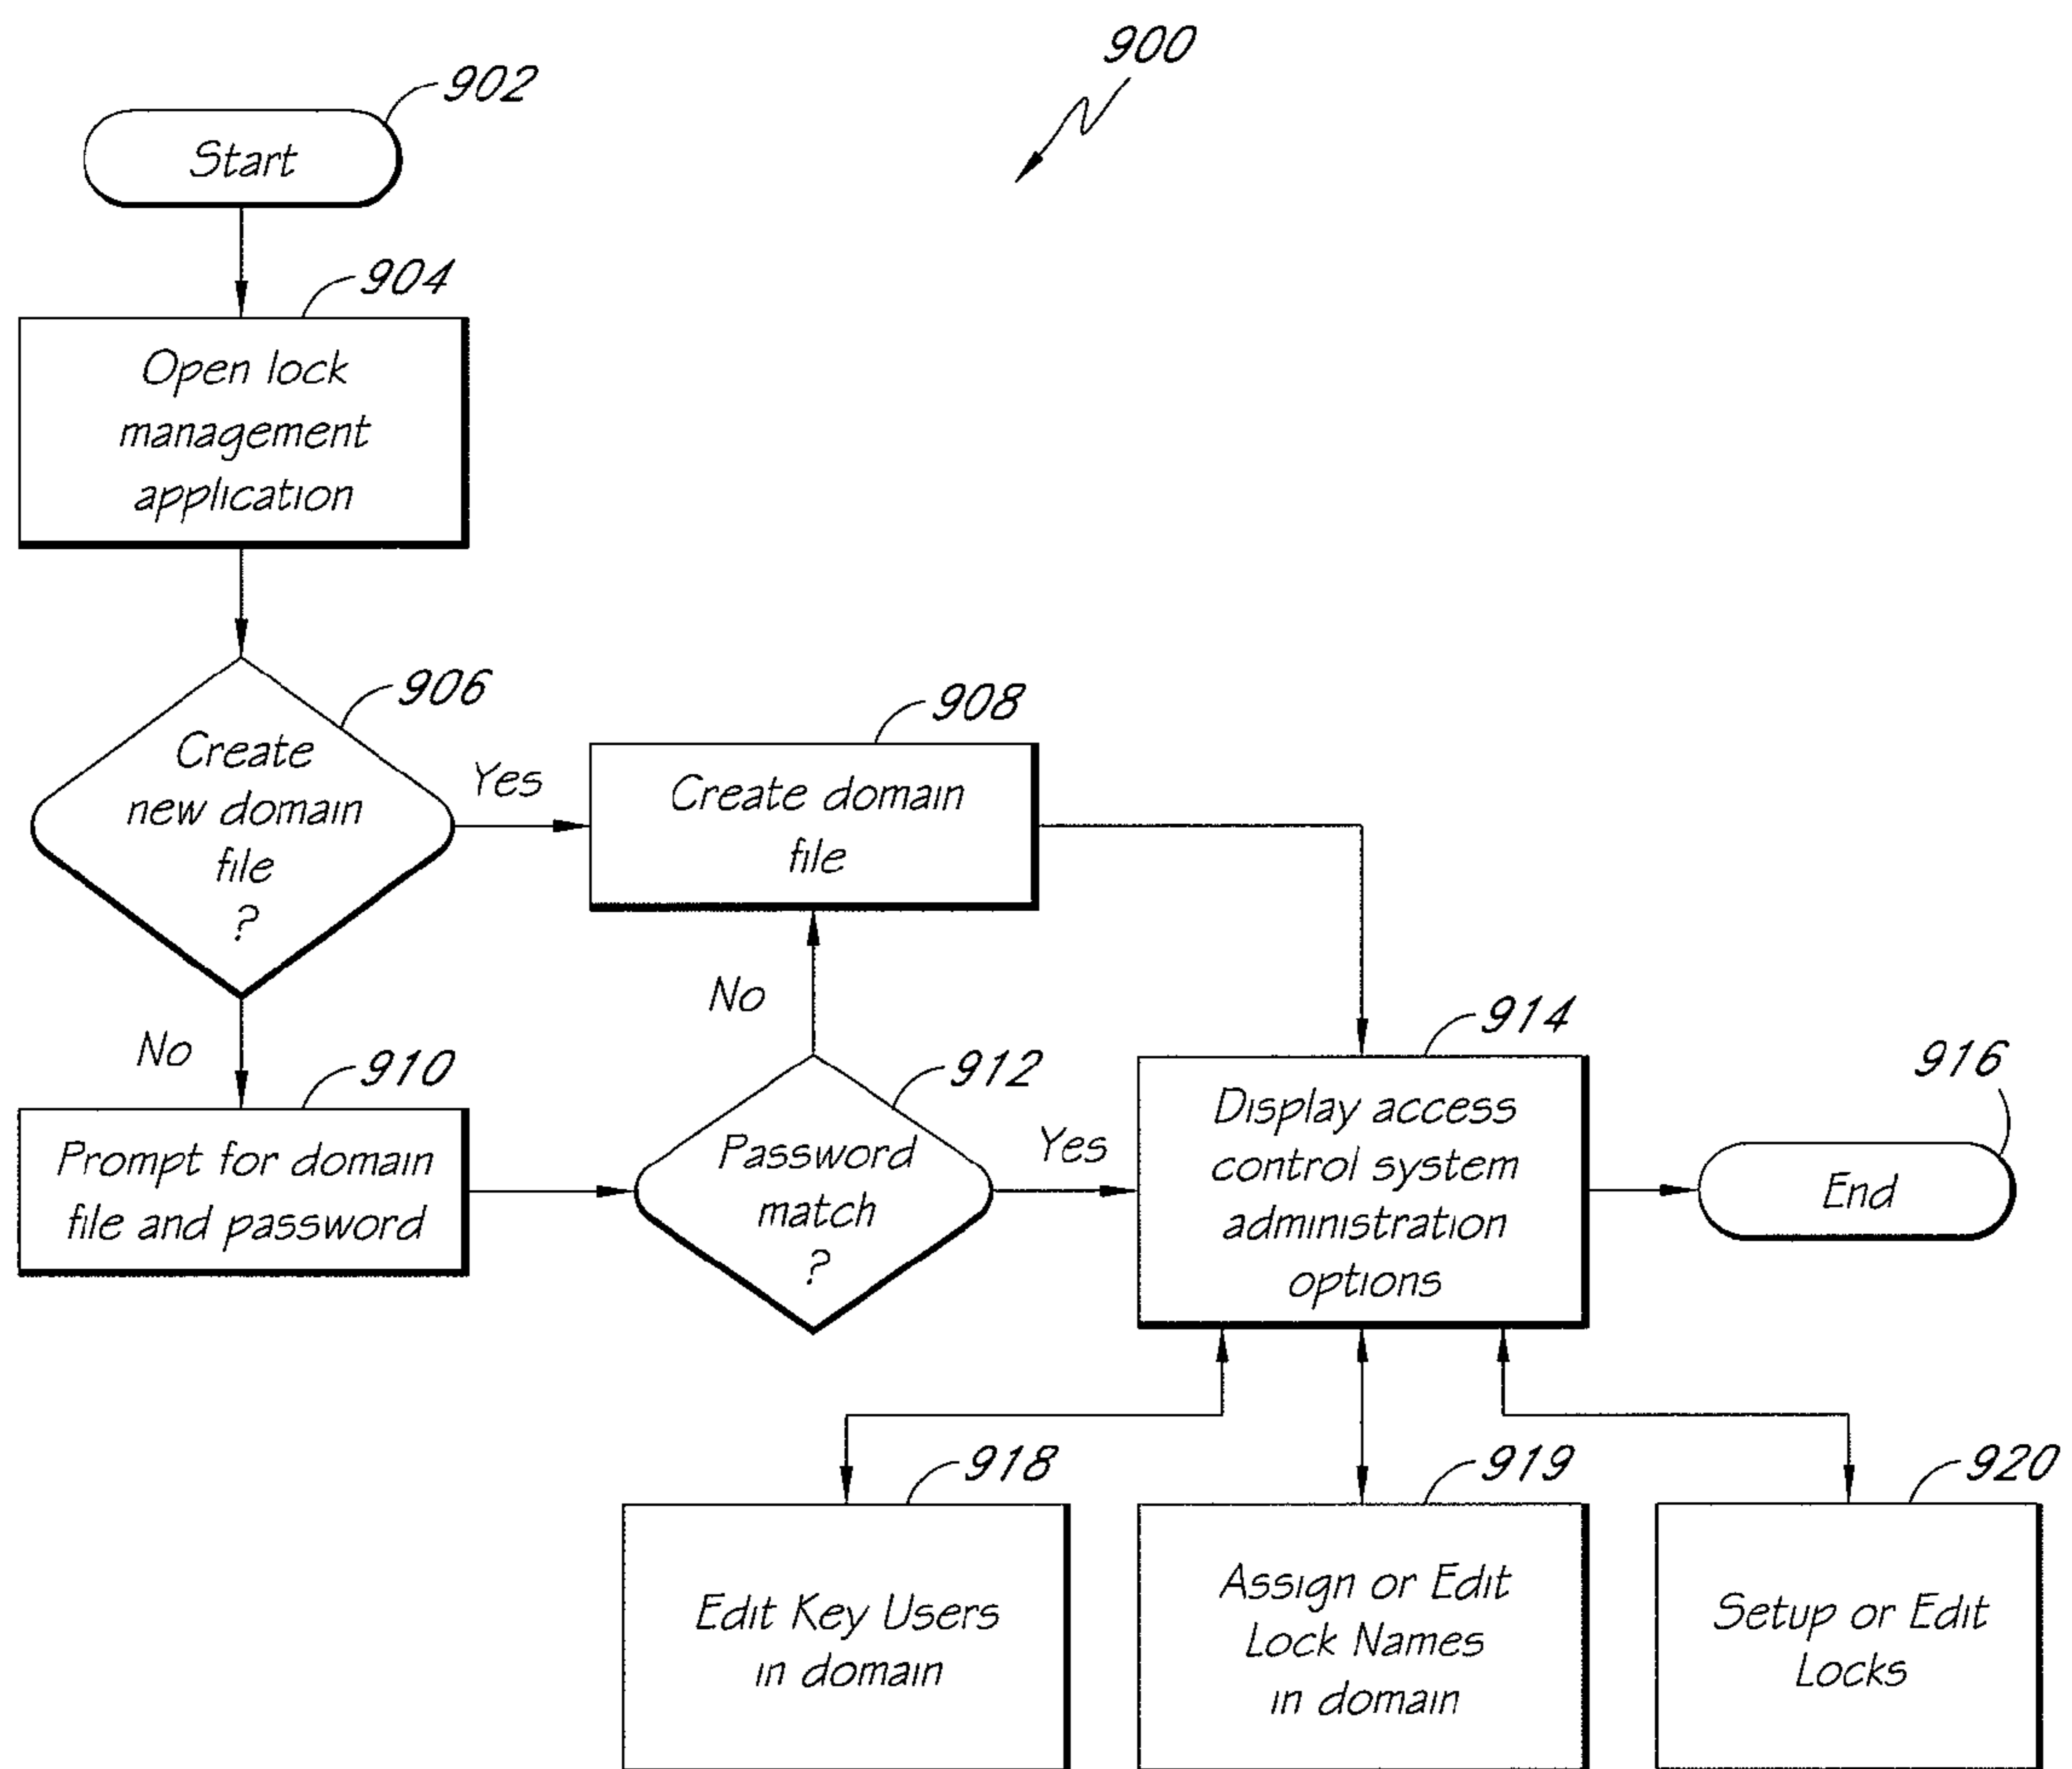 900
902
Start
904
Open lock
management
application
906
Create
new domain
file
?
Yes
908
Create domain
file
No
No
910
Prompt for domain
file and password
912
Password
match
?
Yes
914
Display access
control system
administration
options
916
End
918
Edit Key Users
in domain
919
Assign or Edit
Lock Names
in domain
920
Setup or Edit
Locks